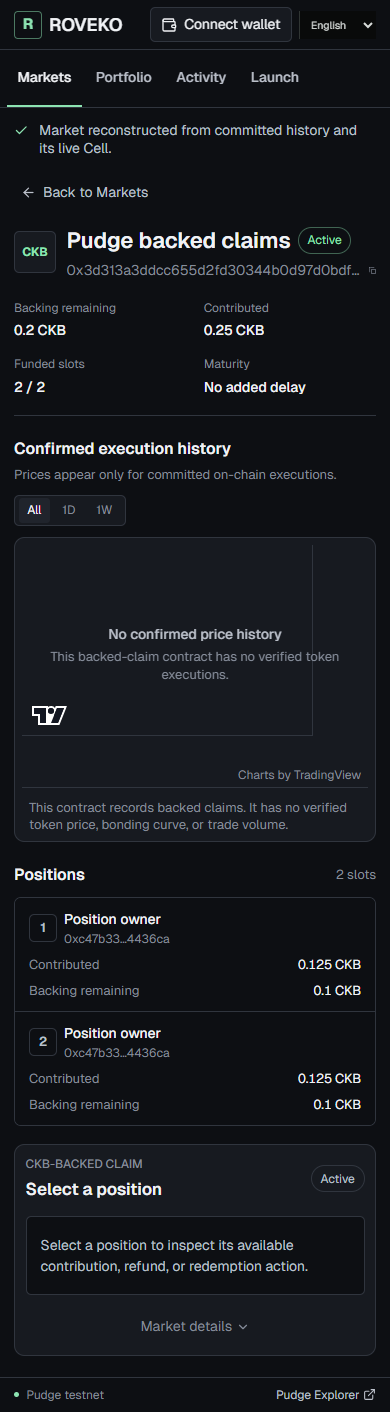 R ROVEKO Connect wallet English
Markets Portfolio Activity Launch
Market reconstructed from committed history and
its live Cell.
Back to Markets
CKB Pudge backed claims Active
0x3d313a3ddcc655d2fd30344b0d97d0bdf...
Backing remaining Contributed
0.2 CKB 0.25 CKB
Funded slots Maturity
2 / 2 No added delay
Confirmed execution history
Prices appear only for committed on-chain executions.
All 1D 1W
No confirmed price history
This backed-claim contract has no verified token
executions.
Charts by TradingView
This contract records backed claims. It has no verified
token price, bonding curve, or trade volume.
Positions 2 slots
1 Position owner
0xc47b33...4436ca
Contributed 0.125 CKB
Backing remaining 0.1 CKB
2 Position owner
0xc47b33...4436ca
Contributed 0.125 CKB
Backing remaining 0.1 CKB
CKB-BACKED CLAIM
Select a position Active
Select a position to inspect its available
contribution, refund, or redemption action.
Market details
Pudge testnet Pudge Explorer